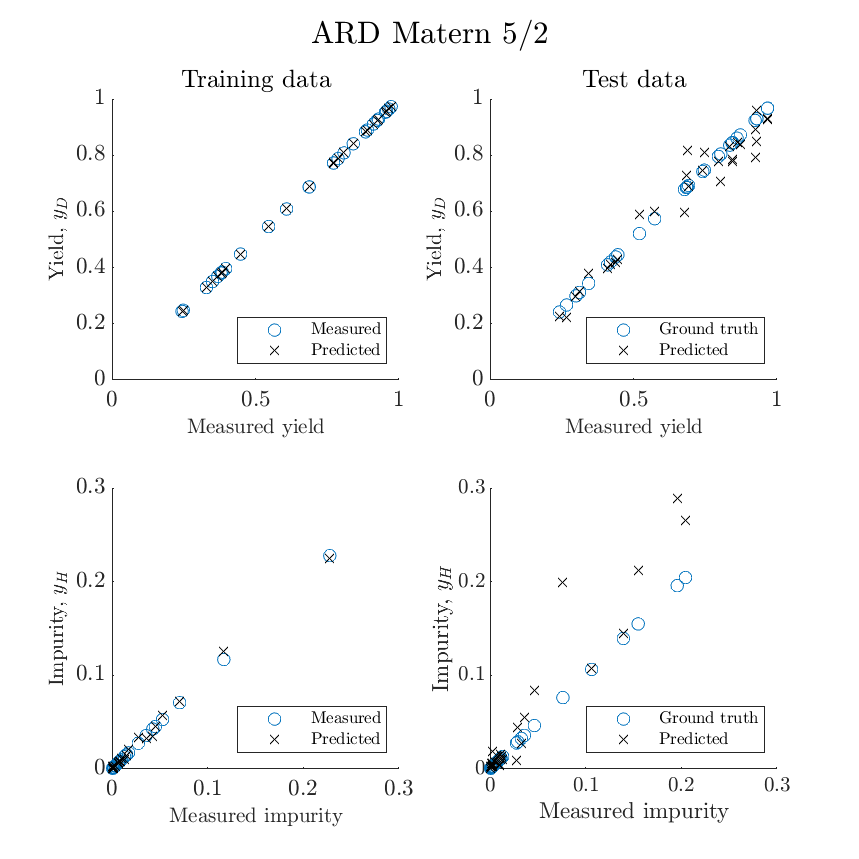 ARD Matern 5/2
Training data
Test data
1
0.8
0.6
0.4
0.2
0
Yield, y_D
Measured
Predicted
0
0.5
1
Measured yield
1
0.8
0.6
0.4
0.2
0
Yield, y_D
Ground truth
Predicted
0
0.5
1
Measured yield
0.3
0.2
0.1
0
Impurity, y_H
Measured
Predicted
0
0.1
0.2
0.3
Measured impurity
0.3
0.2
0.1
0
Impurity, y_H
Ground truth
Predicted
0
0.1
0.2
0.3
Measured impurity